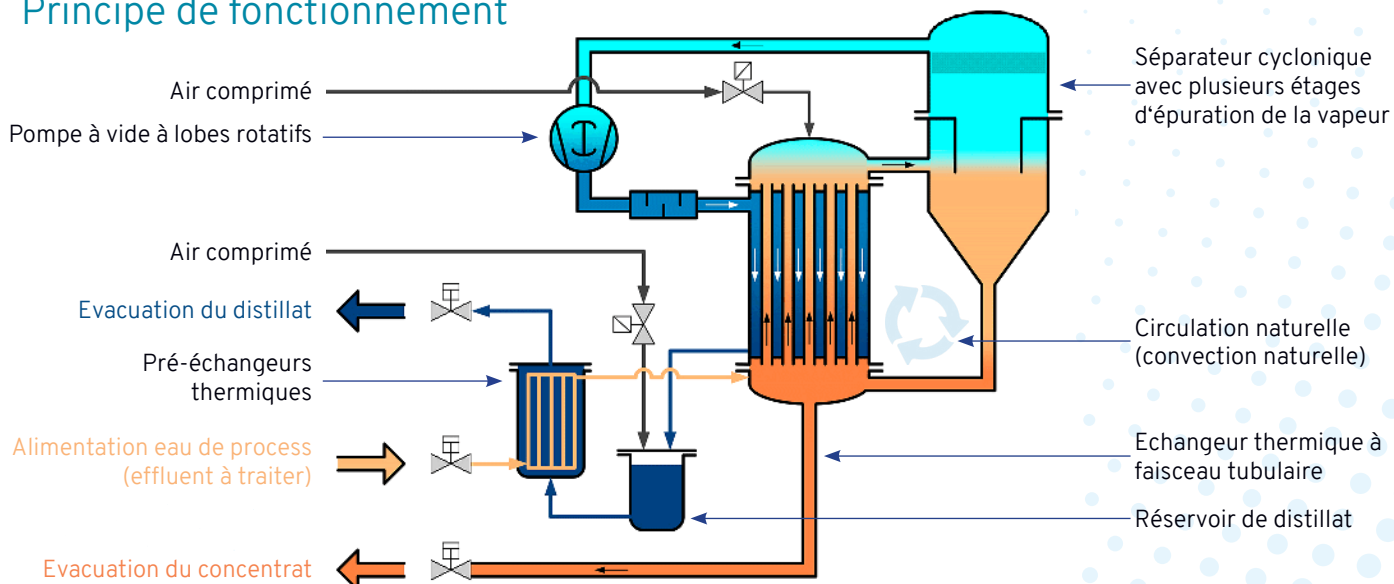 Principe de fonctionnement
Air comprimé
Pompe à vide à lobes rotatifs
Air comprimé
Evacuation du distillat
Pré-échangeurs
thermiques
Alimentation eau de process
(effluent à traiter)
Evacuation du concentrat
Séparateur cyclonique
avec plusieurs étages
d‘épuration de la vapeur
Circulation naturelle
(convection naturelle)
Echangeur thermique à
faisceau tubulaire
Réservoir de distillat